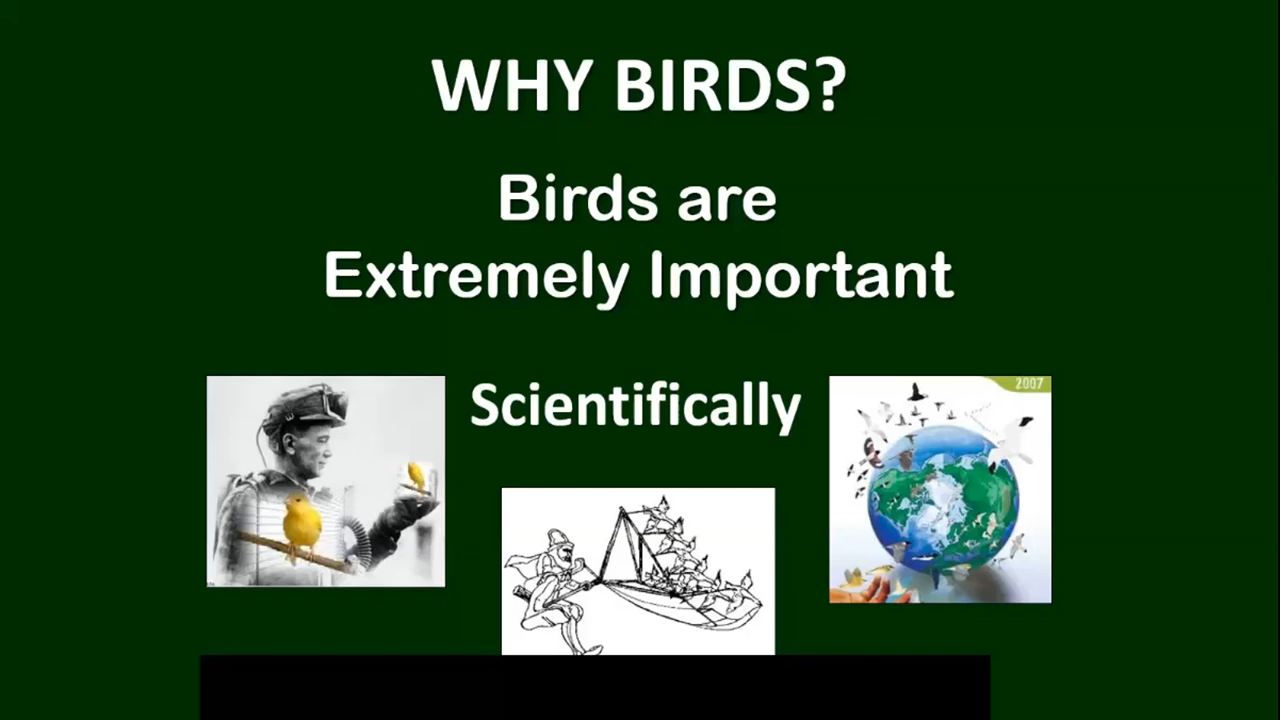 WHY BIRDS?
Birds are
Extremely Important
Scientifically
2007